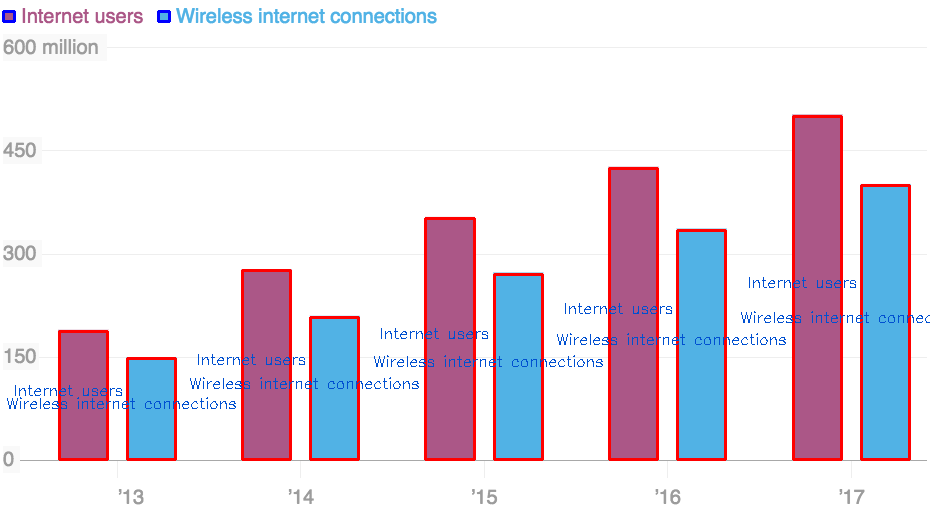 Internet users Wireless internet connections
600 million
450
300
Internet users
Wireless internet connec
Internet users
Internet users
Wireless internet connections
150
Internet users
Wireless internet connections
Wireless internet connections
Internet users
Wireless internet connections
0
’13 ’14 ’15 ’16 ’17